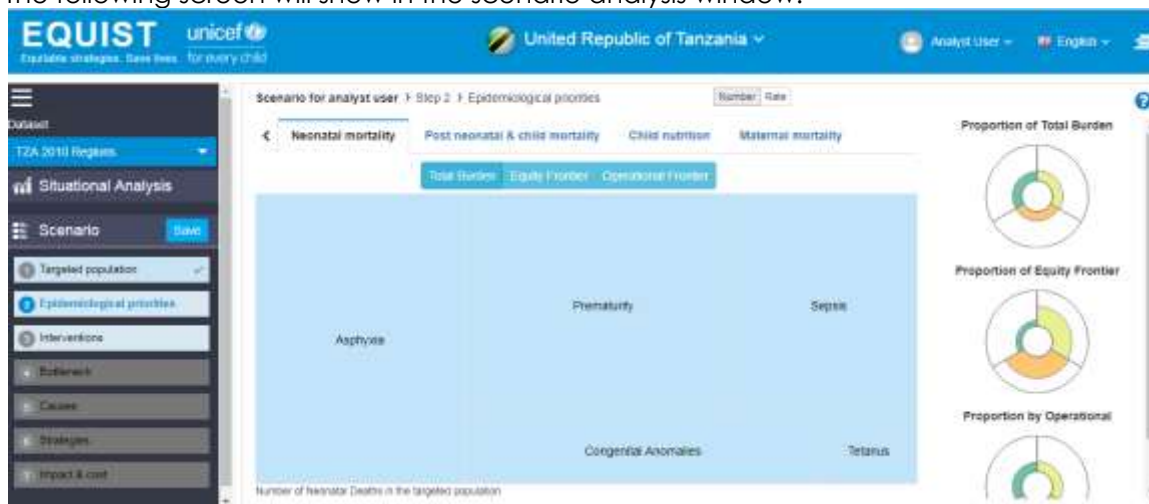 the following screen will show in the scenario analysis window:
EQUIST
unicef
Equitable strategies. Save lives.
for every child
United Republic of Tanzania
Analyst User
English
Dataset
TZA 2010 Regions
Situational Analysis
Scenario
Save
1 Targeted population
2 Epidemiological priorities
3 Interventions
Bottleneck
Causes
Strategies
Impact & cost
Scenario for analyst user > Step 2 > Epidemiological priorities
Number Rate
Neonatal mortality
Post neonatal & child mortality
Child nutrition
Maternal mortality
Total Burden
Equity Frontier
Operational Frontier
Asphyxia
Prematurity
Sepsis
Congenital Anomalies
Tetanus
Number of Neonatal Deaths in the targeted population
Proportion of Total Burden
Proportion of Equity Frontier
Proportion by Operational